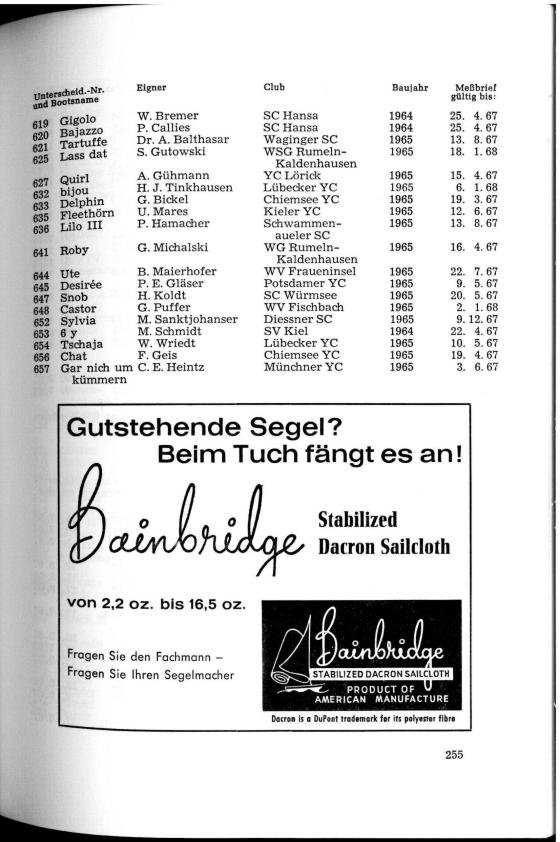 Unterscheid.-Nr. und Bootsname Eigner Club Baujahr Meßbrief gültig bis:
619 Gigolo W. Bremer SC Hansa 1964 25. 4. 67
620 Bajazzo P. Callies SC Hansa 1964 25. 4. 67
621 Tartuffe Dr. A. Balthasar Waginger SC 1965 13. 8. 67
625 Lass dat S. Gutowski WSG Rumeln- 1965 18. 1. 68
Kaldenhausen
627 Quirl A. Gühmann YC Lörick 1965 15. 4. 67
632 bijou H. J. Tinkhausen Lübecker YC 1965 6. 1. 68
633 Delphin G. Bickel Chiemsee YC 1965 19. 3. 67
635 Fleethörn U. Mares Kieler YC 1965 12. 6. 67
636 Lilo III P. Hamacher Schwammen- 1965 13. 8. 67
aueler SC
641 Roby G. Michalski WG Rumeln- 1965 16. 4. 67
Kaldenhausen
644 Ute B. Maierhofer WV Fraueninsel 1965 22. 7. 67
645 Desirée P. E. Gläser Potsdamer YC 1965 9. 5. 67
647 Snob H. Koldt SC Würmsee 1965 20. 5. 67
648 Castor G. Puffer WV Fischbach 1965 2. 1. 68
652 Sylvia M. Sanktjohanser Diessner SC 1965 9. 12. 67
653 6 y M. Schmidt SV Kiel 1964 22. 4. 67
654 Tschaja W. Wriedt Lübecker YC 1965 10. 5. 67
656 Chat F. Geis Chiemsee YC 1965 19. 4. 67
657 Gar nich um C. E. Heintz Münchner YC 1965 3. 6. 67
kümmern
Gutstehende Segel?
Beim Tuch fängt es an!
Bainbridge
Stabilized
Dacron Sailcloth
von 2,2 oz. bis 16,5 oz.
Fragen Sie den Fachmann –
Fragen Sie Ihren Segelmacher
Bainbridge
STABILIZED DACRON SAILCLOTH
PRODUCT OF
AMERICAN MANUFACTURE
Dacron is a DuPont trademark for its polyester fibre
255